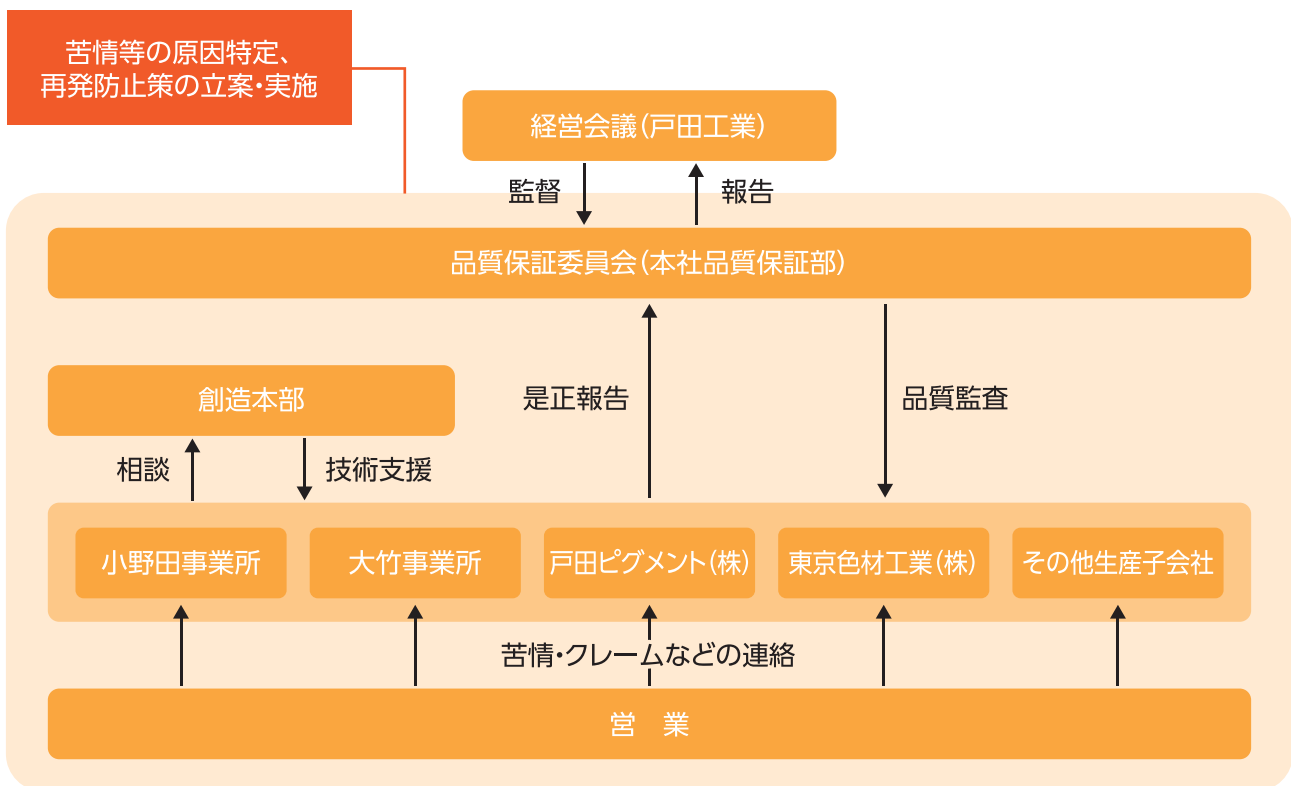 苦情等の原因特定、
再発防止策の立案・実施
経営会議（戸田工業）
監督
報告
品質保証委員会（本社品質保証部）
創造本部
是正報告
品質監査
相談
技術支援
小野田事業所
大竹事業所
戸田ピグメント（株）
東京色材工業（株）
その他生産子会社
苦情・クレームなどの連絡
営　業